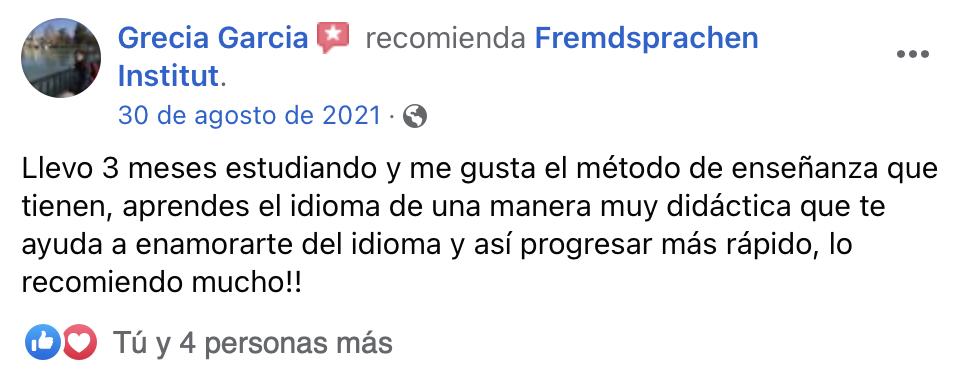 Grecia Garcia recomienda Fremdsprachen
Institut.
30 de agosto de 2021 ·
Llevo 3 meses estudiando y me gusta el método de enseñanza que
tienen, aprendes el idioma de una manera muy didáctica que te
ayuda a enamorarte del idioma y así progresar más rápido, lo
recomiendo mucho!!
Tú y 4 personas más